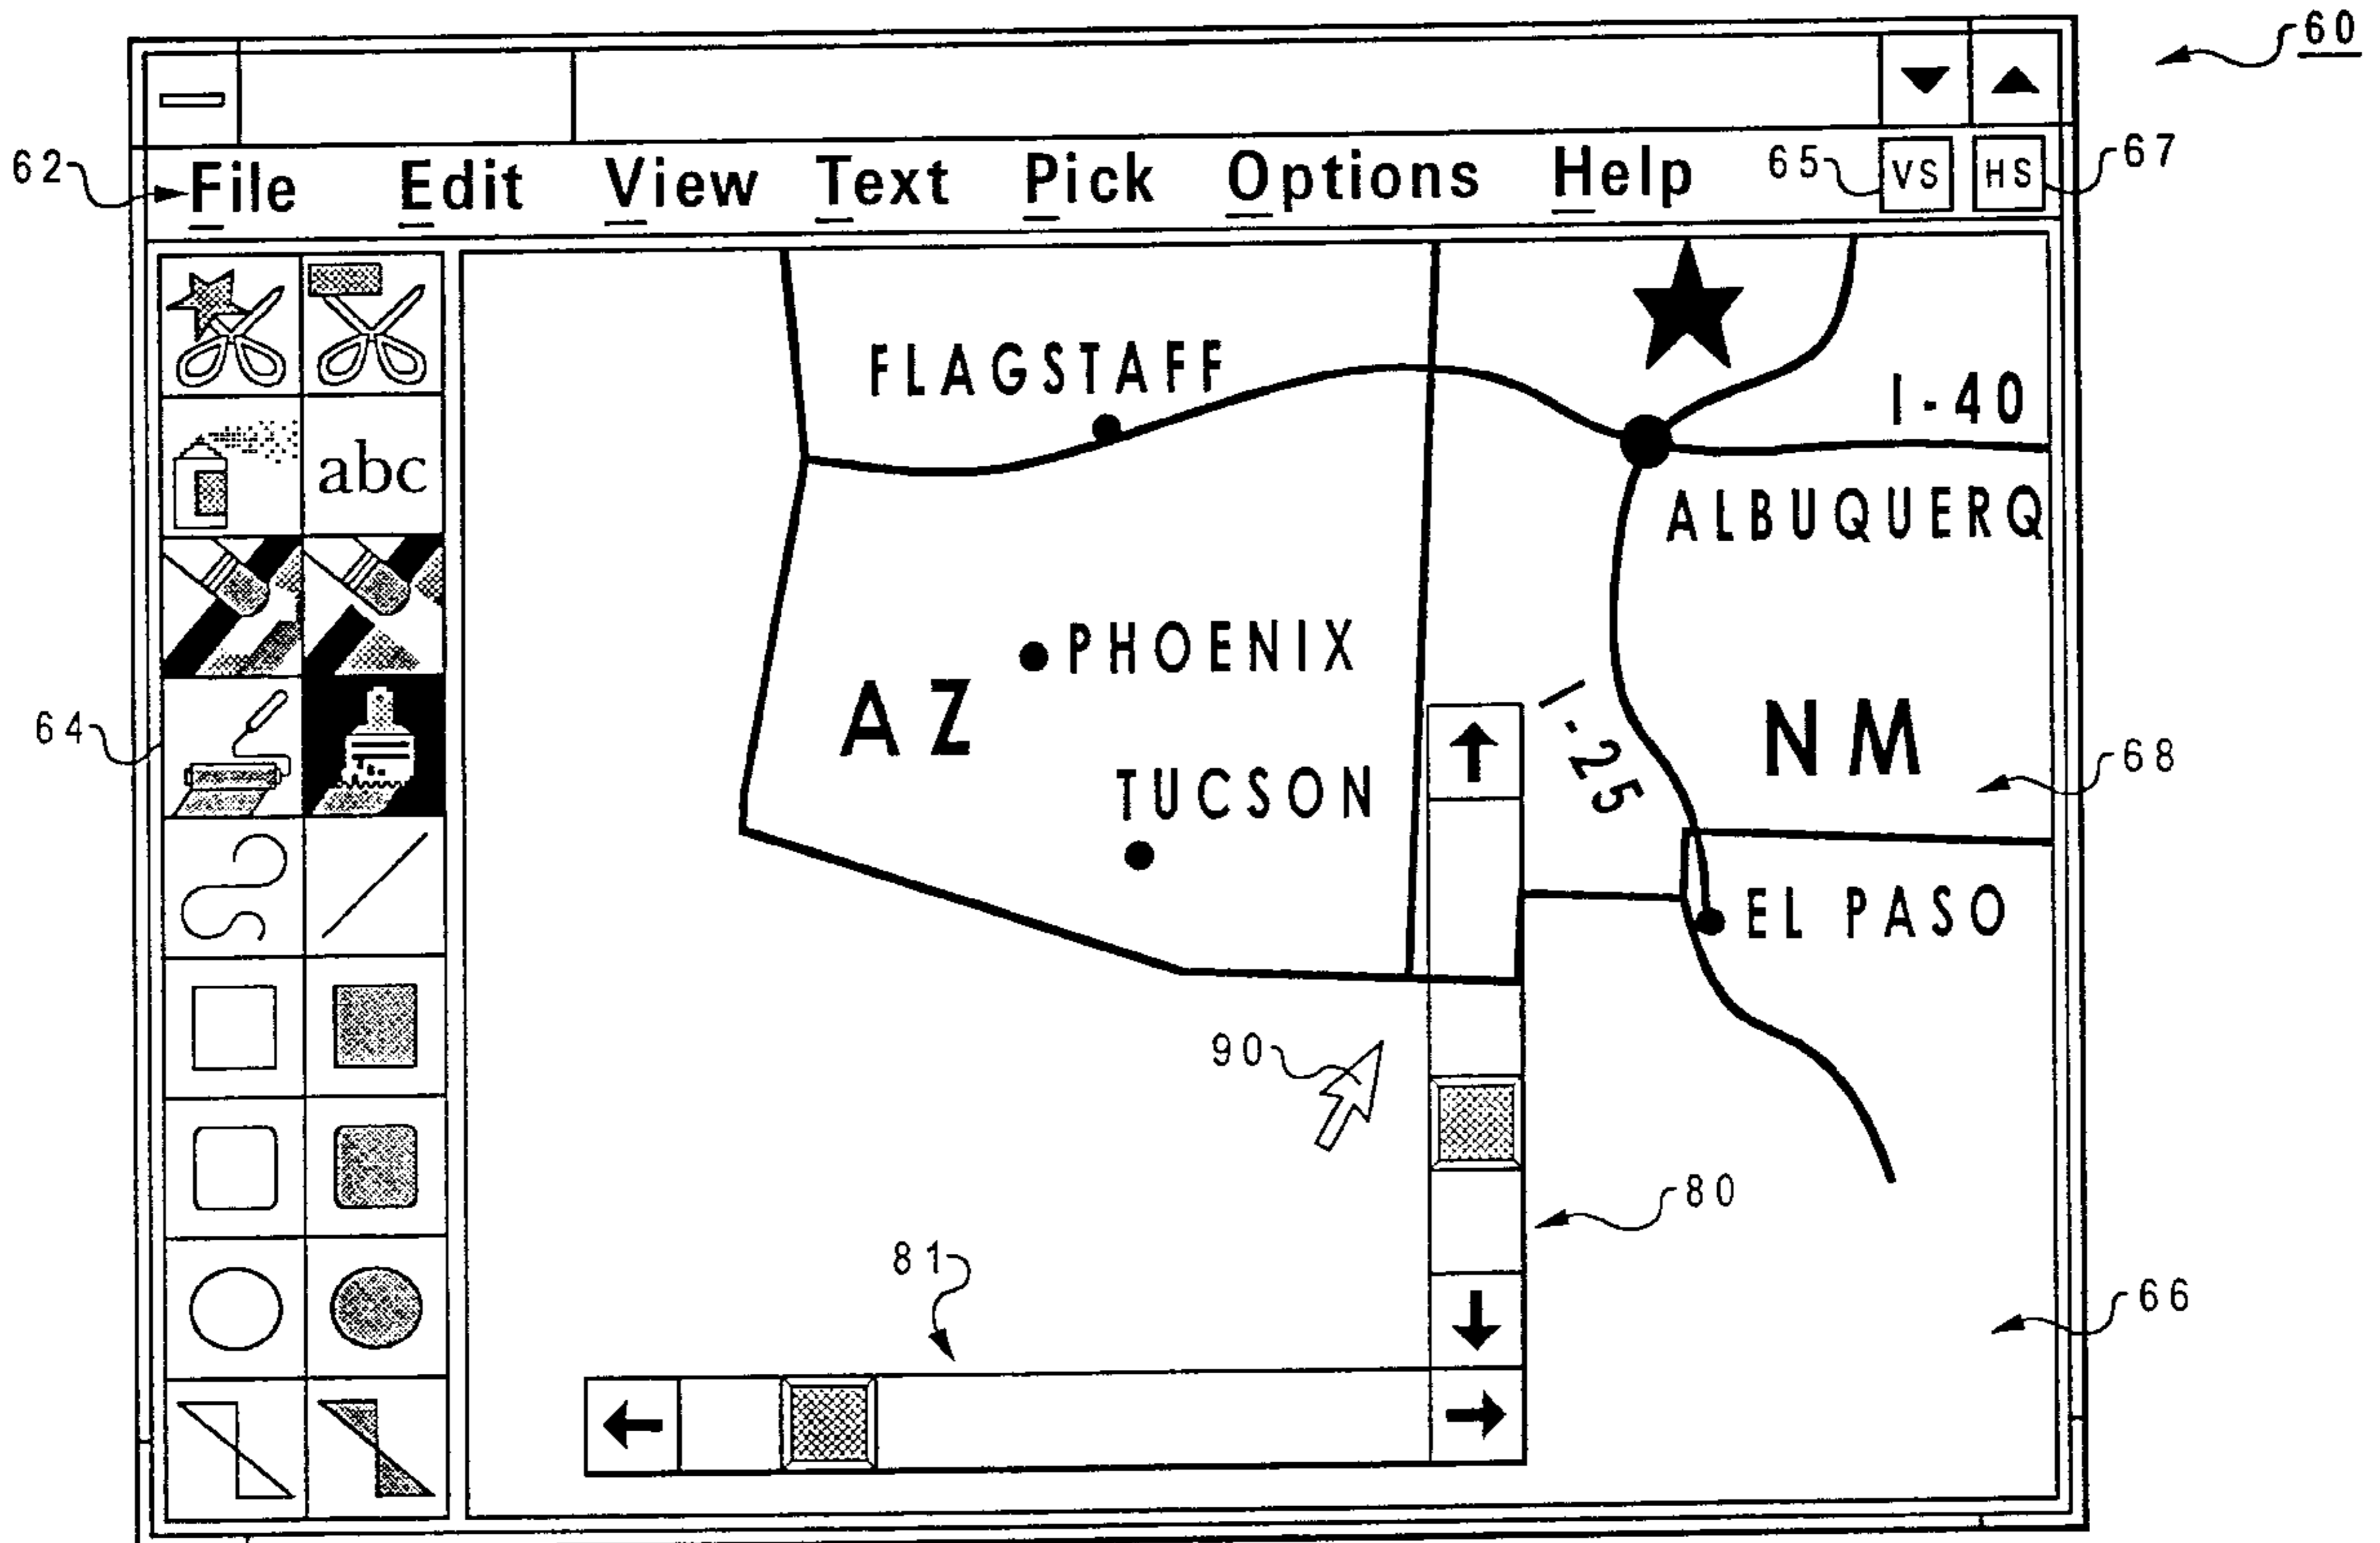 60
62 File Edit View Text Pick Options Help 65 VS HS 67
FLAGSTAFF
I-40
abc
ALBUQUERQ
PHOENIX
AZ
I-25
NM
64
68
TUCSON
EL PASO
90
80
81
66